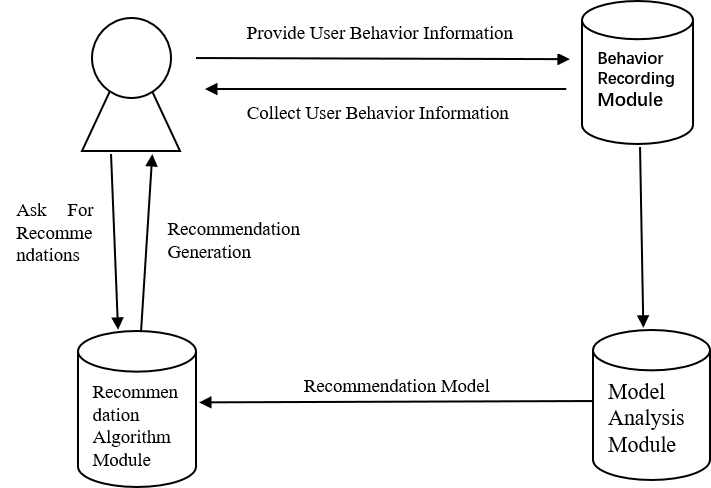 Provide User Behavior Information
Behavior
Recording
Module
Collect User Behavior Information
Ask For
Recomme
ndations
Recommendation
Generation
Recommendation Model
Recommen
dation
Algorithm
Module
Model
Analysis
Module